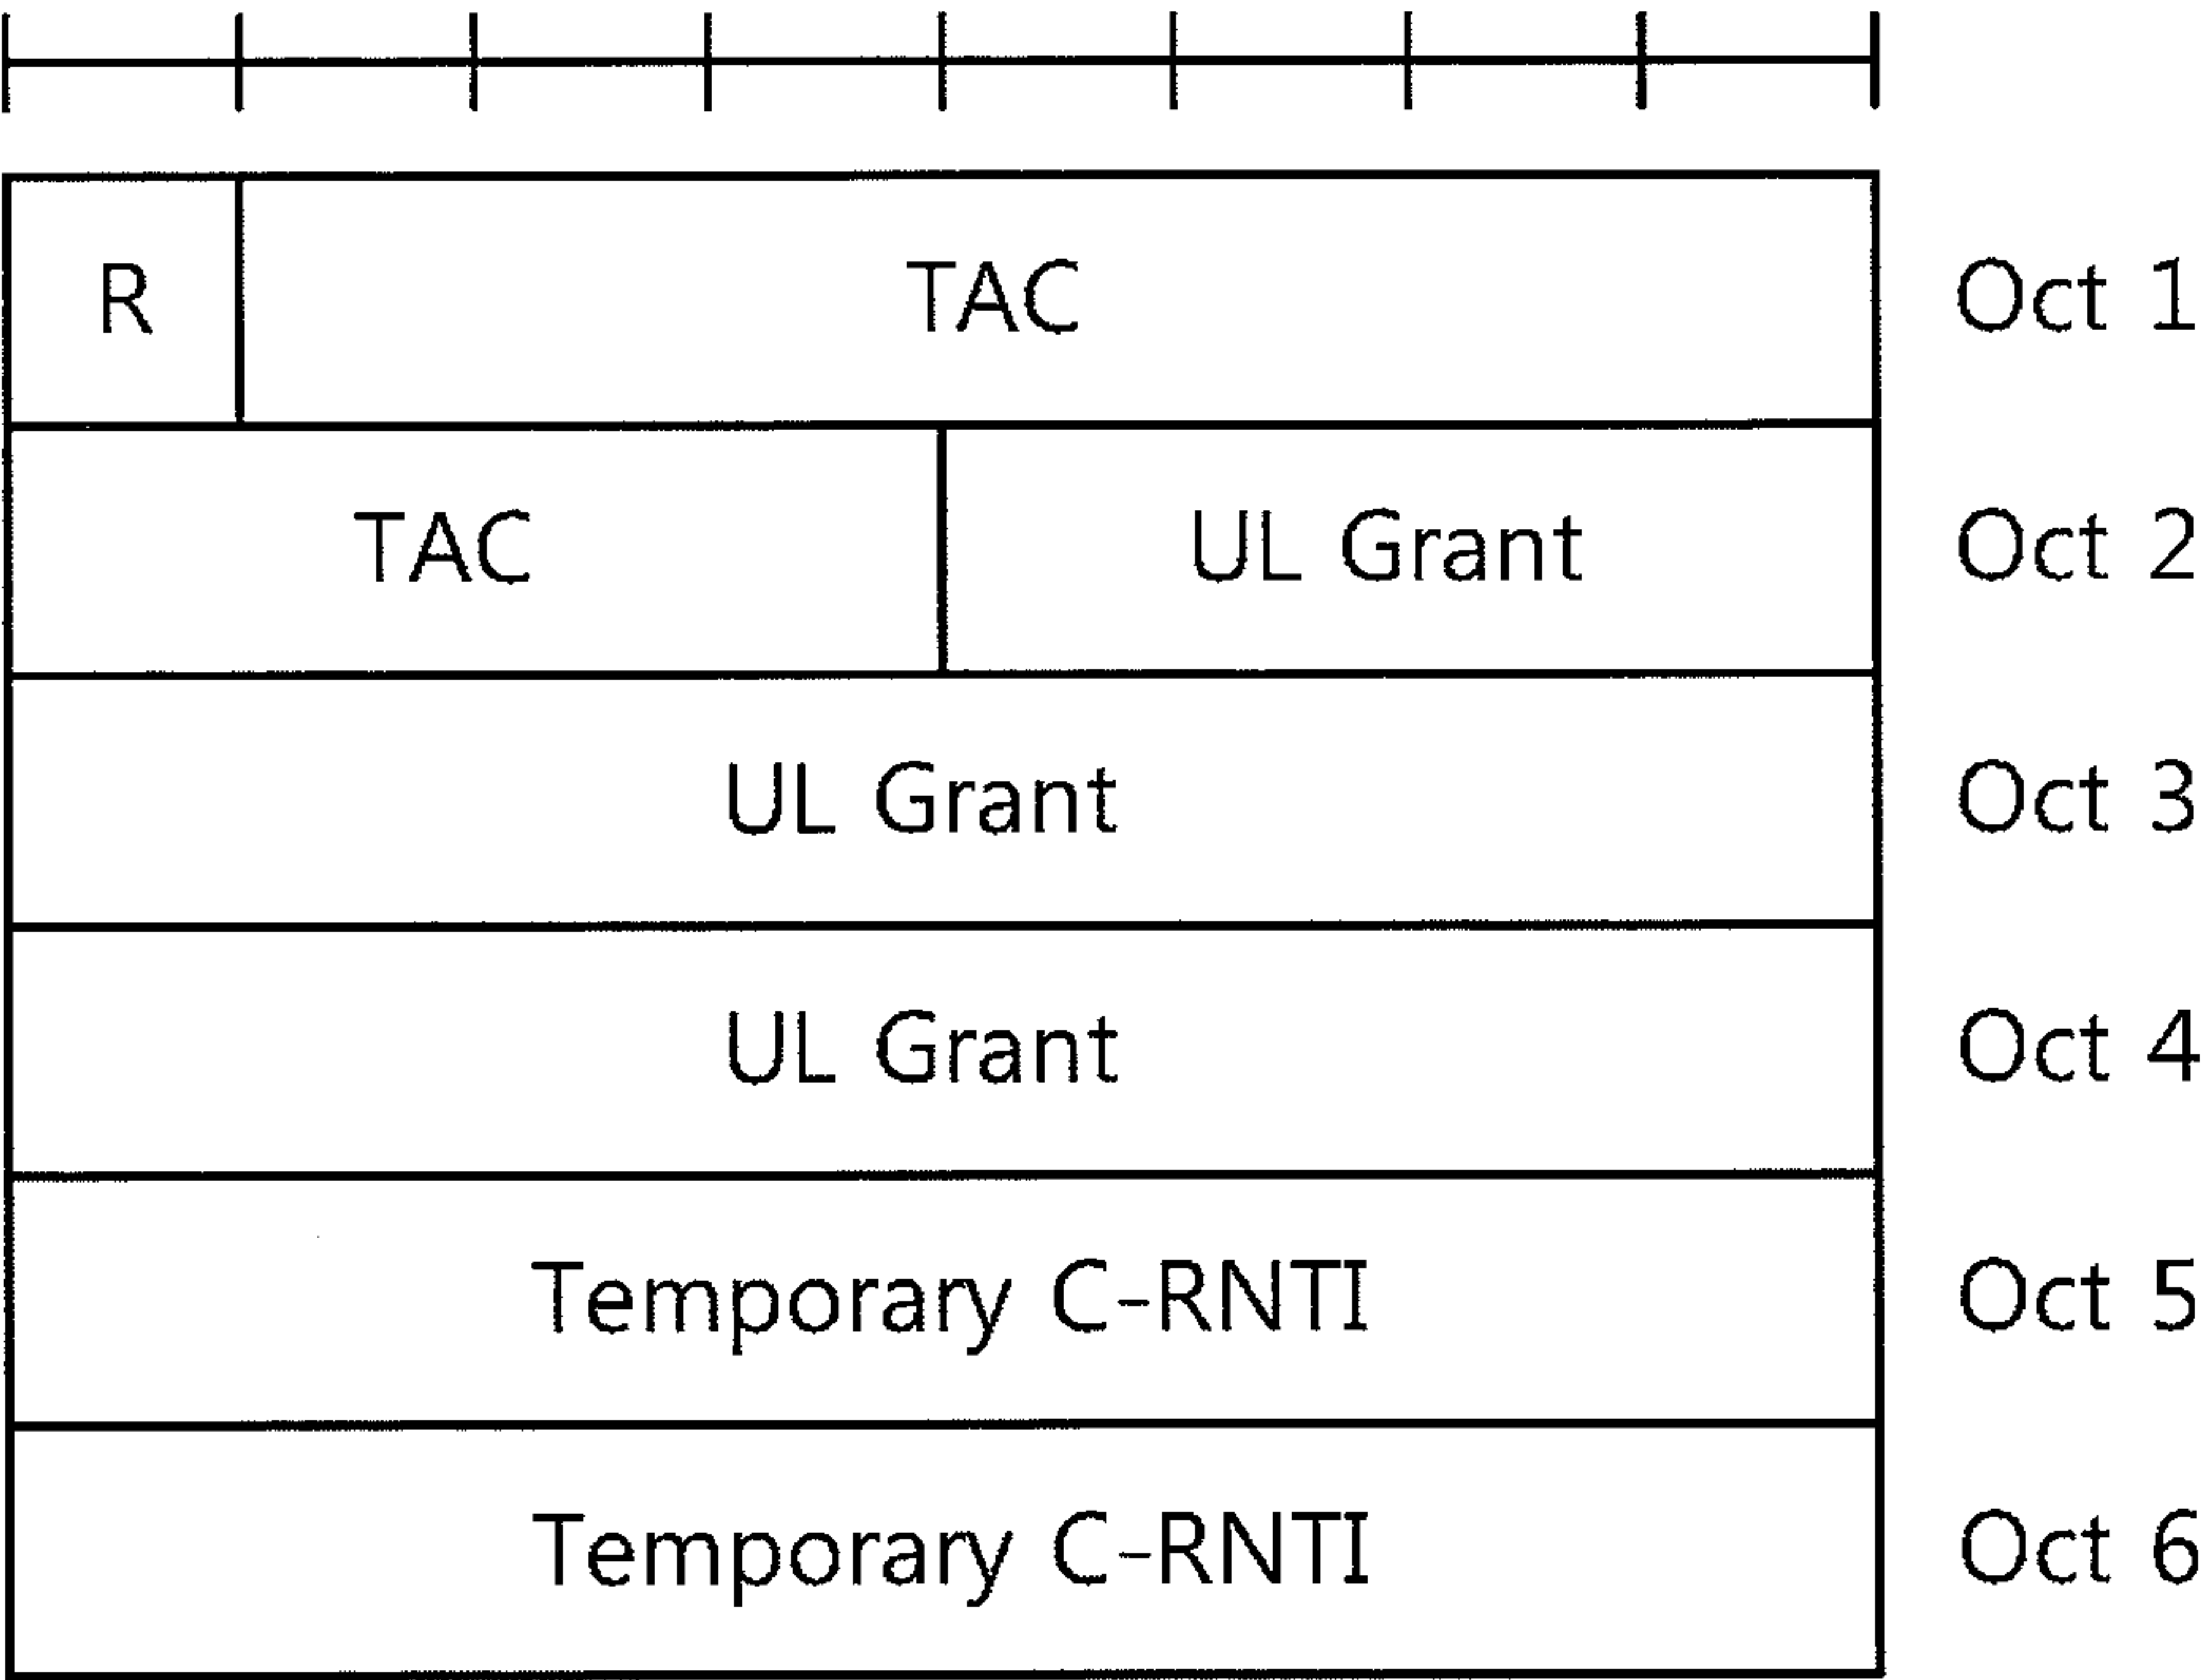 R TAC Oct 1
TAC UL Grant Oct 2
UL Grant Oct 3
UL Grant Oct 4
Temporary C-RNTI Oct 5
Temporary C-RNTI Oct 6